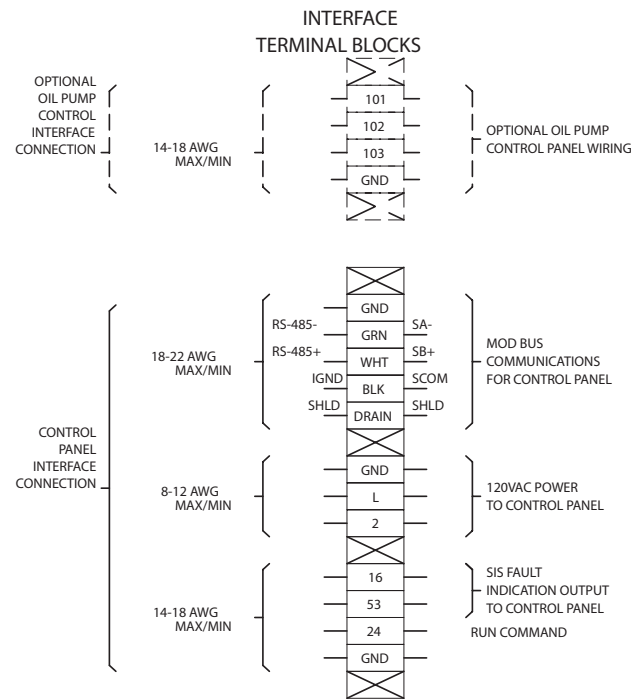 INTERFACE
TERMINAL BLOCKS
OPTIONAL
OIL PUMP
CONTROL
INTERFACE
CONNECTION
14-18 AWG
MAX/MIN
101
102
103
GND
OPTIONAL OIL PUMP
CONTROL PANEL WIRING
CONTROL
PANEL
INTERFACE
CONNECTION
18-22 AWG
MAX/MIN
GND
RS-485- GRN SA-
RS-485+ WHT SB+
IGND BLK SCOM
SHLD DRAIN SHLD
MOD BUS
COMMUNICATIONS
FOR CONTROL PANEL
8-12 AWG
MAX/MIN
GND
L
2
120VAC POWER
TO CONTROL PANEL
14-18 AWG
MAX/MIN
16
53
24
GND
SIS FAULT
INDICATION OUTPUT
TO CONTROL PANEL
RUN COMMAND